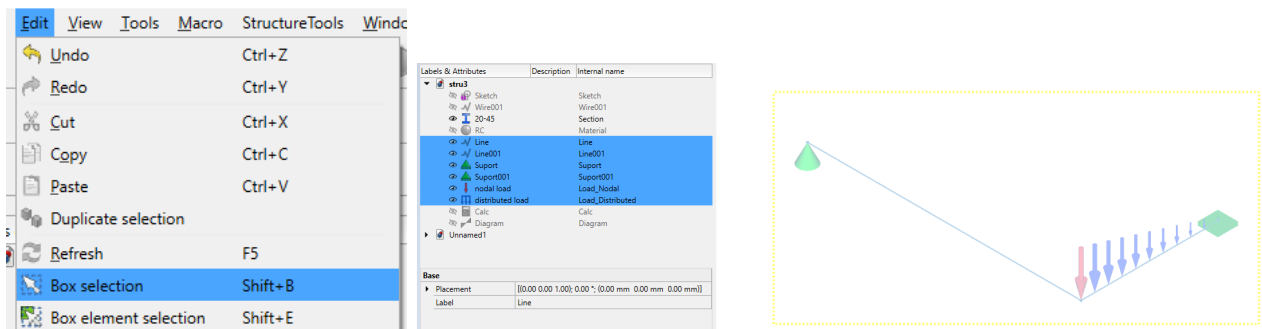 Edit View Tools Macro StructureTools
Undo Ctrl+Z
Redo Ctrl+Y
Cut Ctrl+X
Copy Ctrl+C
Paste Ctrl+V
Duplicate selection
Refresh F5
Box selection Shift+B
Box element selection Shift+E
Labels & Attributes Description Internal name
stru3
Sketch Sketch
Wire001 Wire001
20-45 Section
RC Material
Line Line
Line001 Line001
Suport Suport
Suport001 Suport001
nodal load Load_Nodal
distributed load Load_Distributed
Calc Calc
Diagram Diagram
Unnamed1
Base
Placement [(0.00 0.00 1.00); 0.00 °; (0.00 mm 0.00 mm 0.00 mm)]
Label Line